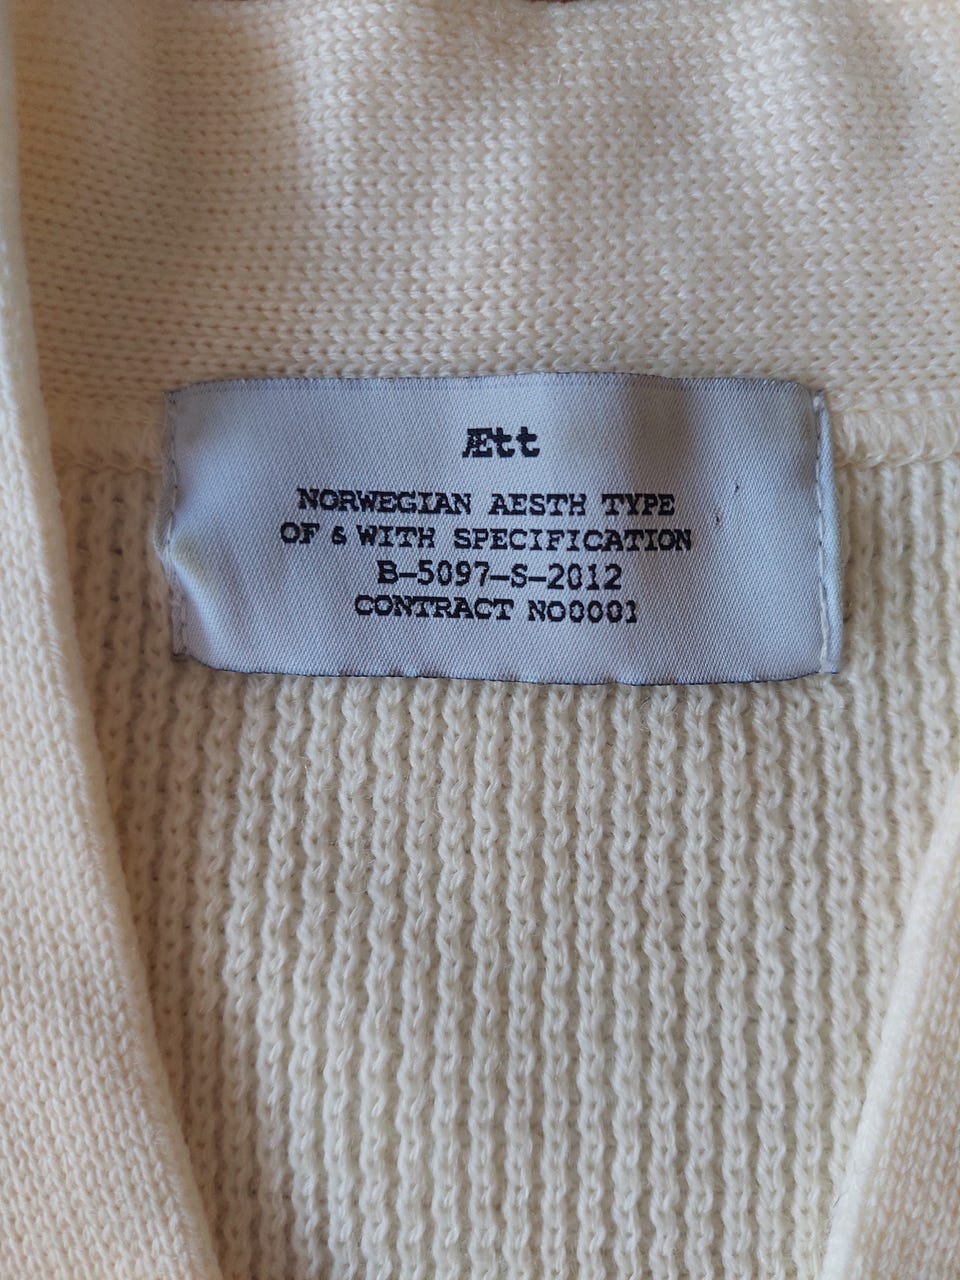 Ætt
NORWEGIAN AESTH TYPE
OF & WITH SPECIFICATION
B-5097-S-2012
CONTRACT NO0001